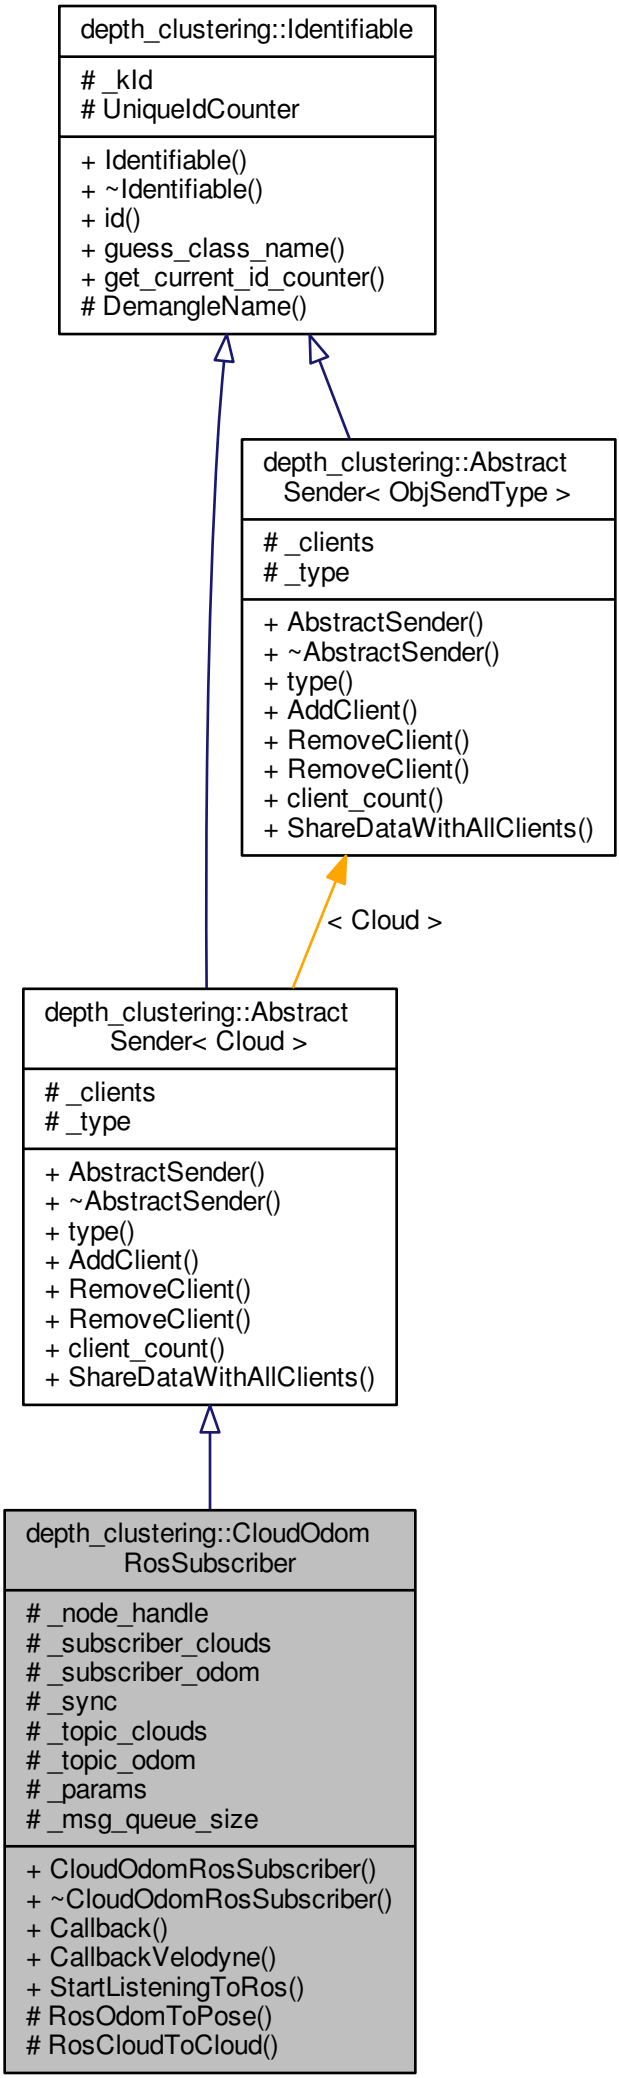 depth_clustering::Identifiable
# _kId
# UniqueIdCounter
+ Identifiable()
+ ~Identifiable()
+ id()
+ guess_class_name()
+ get_current_id_counter()
# DemangleName()
depth_clustering::Abstract
Sender< ObjSendType >
# _clients
# _type
+ AbstractSender()
+ ~AbstractSender()
+ type()
+ AddClient()
+ RemoveClient()
+ RemoveClient()
+ client_count()
+ ShareDataWithAllClients()
< Cloud >
depth_clustering::Abstract
Sender< Cloud >
# _clients
# _type
+ AbstractSender()
+ ~AbstractSender()
+ type()
+ AddClient()
+ RemoveClient()
+ RemoveClient()
+ client_count()
+ ShareDataWithAllClients()
depth_clustering::CloudOdom
RosSubscriber
# _node_handle
# _subscriber_clouds
# _subscriber_odom
# _sync
# _topic_clouds
# _topic_odom
# _params
# _msg_queue_size
+ CloudOdomRosSubscriber()
+ ~CloudOdomRosSubscriber()
+ Callback()
+ CallbackVelodyne()
+ StartListeningToRos()
# RosOdomToPose()
# RosCloudToCloud()